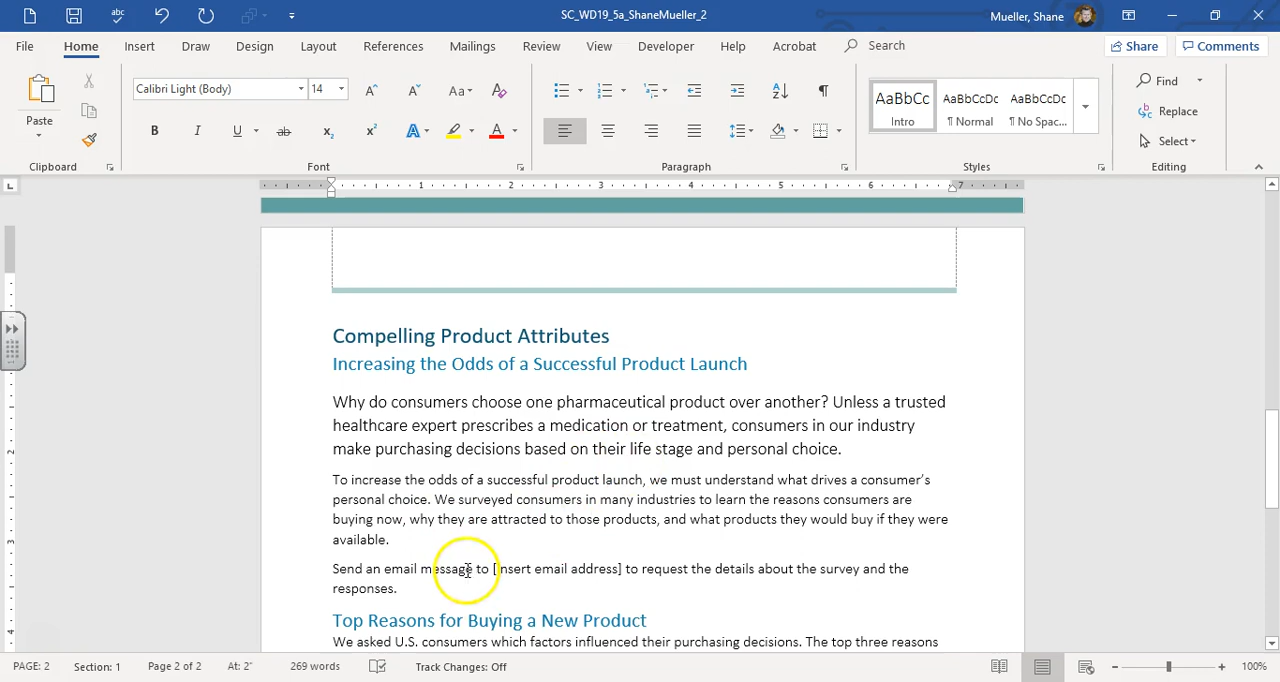 SC_WD19_5a_ShaneMueller_2
Mueller, Shane
File Home Insert Draw Design Layout References Mailings Review View Developer Help Acrobat Search Share Comments
Paste
Clipboard
Calibri Light (Body) 14
Font
Paragraph
AaBbCc AaBbCcDc AaBbCcDc
Intro ¶ Normal ¶ No Spac...
Styles
Find
Replace
Select
Editing
1 2 3 4 5 6 7
Compelling Product Attributes
Increasing the Odds of a Successful Product Launch
Why do consumers choose one pharmaceutical product over another? Unless a trusted
healthcare expert prescribes a medication or treatment, consumers in our industry
make purchasing decisions based on their life stage and personal choice.
To increase the odds of a successful product launch, we must understand what drives a consumer's
personal choice. We surveyed consumers in many industries to learn the reasons consumers are
buying now, why they are attracted to those products, and what products they would buy if they were
available.
Send an email message to [insert email address] to request the details about the survey and the
responses.
Top Reasons for Buying a New Product
We asked U.S. consumers which factors influenced their purchasing decisions. The top three reasons
PAGE: 2 Section: 1 Page 2 of 2 At: 2" 269 words Track Changes: Off 100%